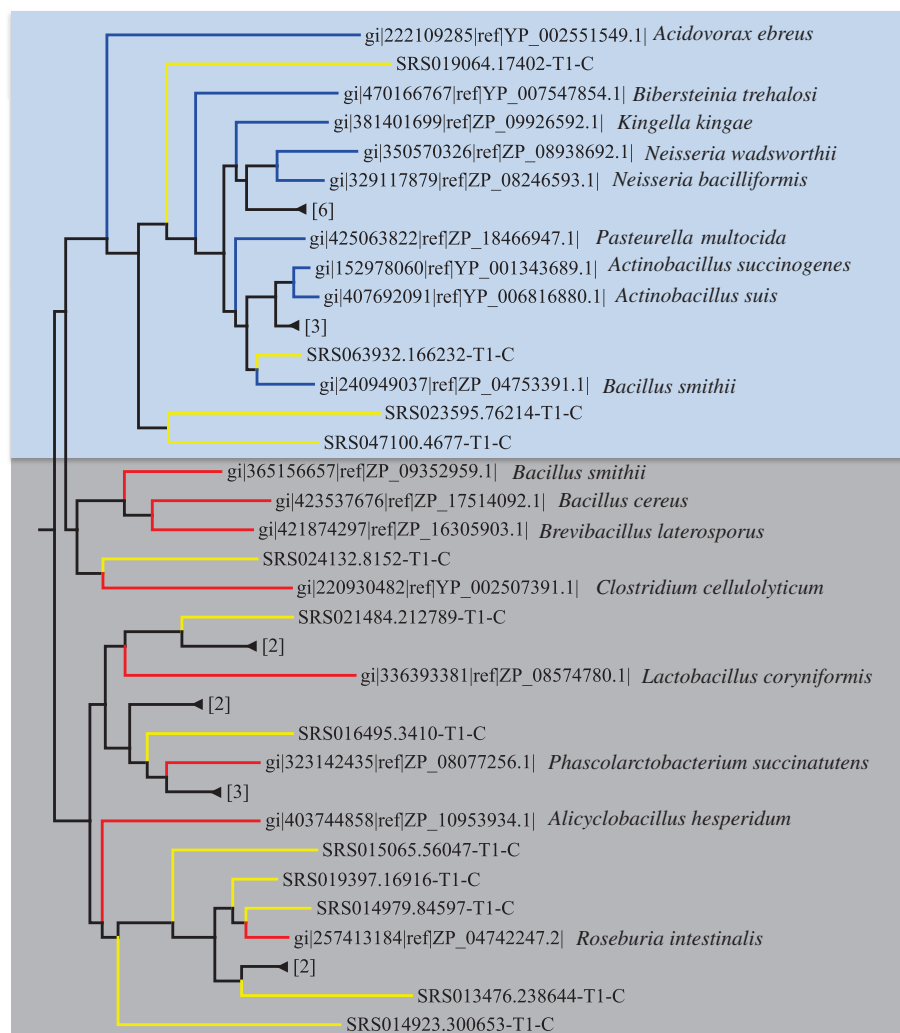 gi|222109285|ref|YP_002551549.1| Acidovorax ebreus
SRS019064.17402-T1-C
gi|470166767|ref|YP_007547854.1| Bibersteinia trehalosi
gi|381401699|ref|ZP_09926592.1| Kingella kingae
gi|350570326|ref|ZP_08938692.1| Neisseria wadsworthii
gi|329117879|ref|ZP_08246593.1| Neisseria bacilliformis
[6]
gi|425063822|ref|ZP_18466947.1| Pasteurella multocida
gi|152978060|ref|YP_001343689.1| Actinobacillus succinogenes
gi|407692091|ref|YP_006816880.1| Actinobacillus suis
[3]
SRS063932.166232-T1-C
gi|240949037|ref|ZP_04753391.1| Bacillus smithii
SRS023595.76214-T1-C
SRS047100.4677-T1-C
gi|365156657|ref|ZP_09352959.1| Bacillus smithii
gi|423537676|ref|ZP_17514092.1| Bacillus cereus
gi|421874297|ref|ZP_16305903.1| Brevibacillus laterosporus
SRS024132.8152-T1-C
gi|220930482|ref|YP_002507391.1| Clostridium cellulolyticum
SRS021484.212789-T1-C
[2]
gi|336393381|ref|ZP_08574780.1| Lactobacillus coryniformis
[2]
SRS016495.3410-T1-C
gi|323142435|ref|ZP_08077256.1| Phascolarctobacterium succinatutens
[3]
gi|403744858|ref|ZP_10953934.1| Alicyclobacillus hesperidum
SRS015065.56047-T1-C
SRS019397.16916-T1-C
SRS014979.84597-T1-C
gi|257413184|ref|ZP_04742247.2| Roseburia intestinalis
[2]
SRS013476.238644-T1-C
SRS014923.300653-T1-C